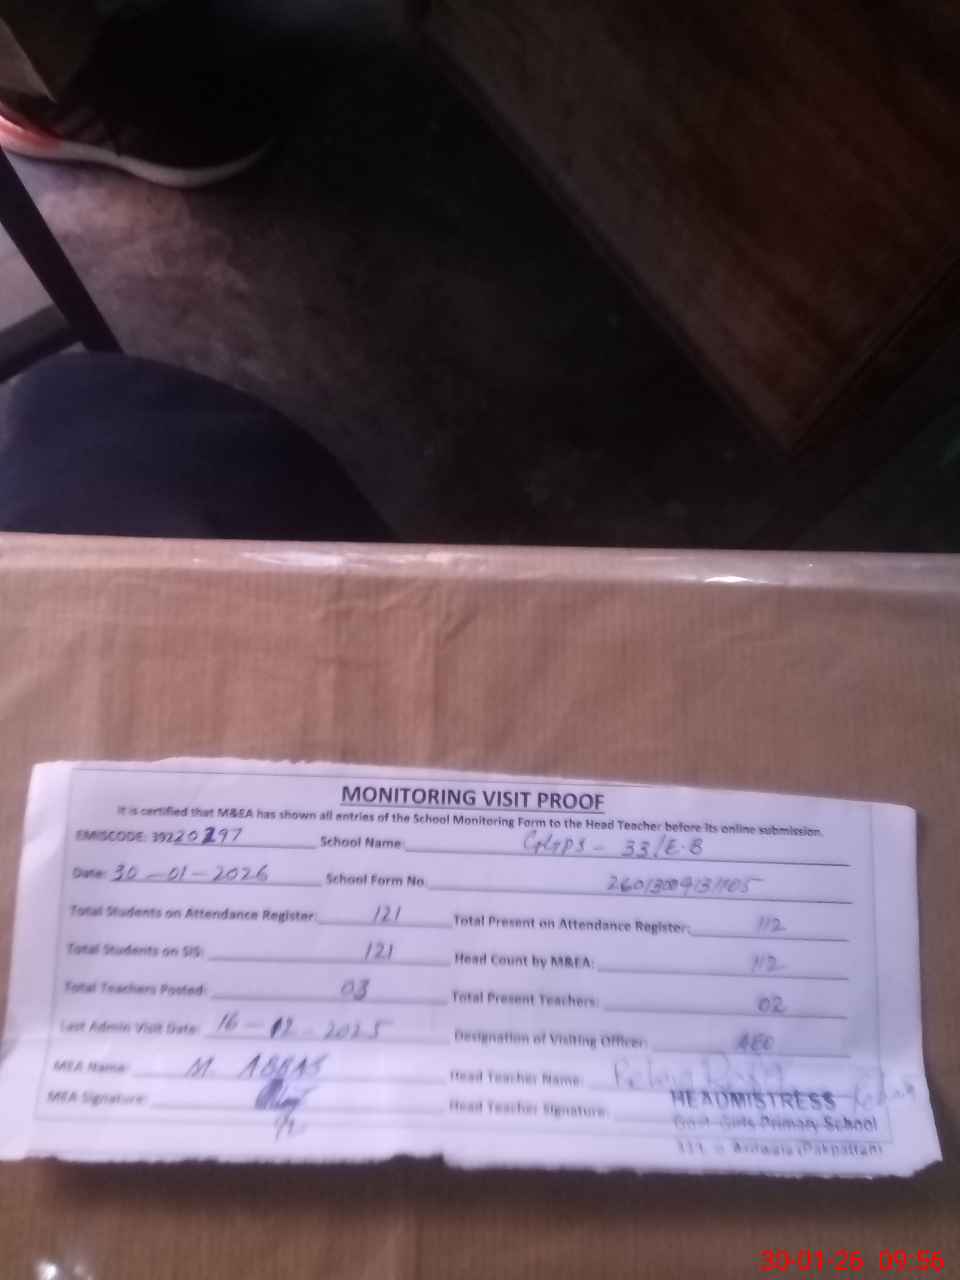 MONITORING VISIT PROOF
It is certified that M&EA has shown all entries of the School Monitoring Form to the Head Teacher before its online submission.
EMISCODE: 39220297 School Name: GGPS - 33/E.B
Date: 30-01-2026 School Form No.
Total Students on Attendance Register: 121 Total Present on Attendance Register: 112
Total Students on SIS: 121 Head Count by M&EA: 112
Total Teachers Posted: 03 Total Present Teachers: 02
Last Admin Visit Date: 16-12-2025 Designation of Visiting Officer: AEO
MEA Name: M. ABBAS Head Teacher Name:
MEA Signature: Head Teacher Signature:
HEADMISTRESS
Govt. Girls Primary School
(Pakpattan)
30-01-26 09:56